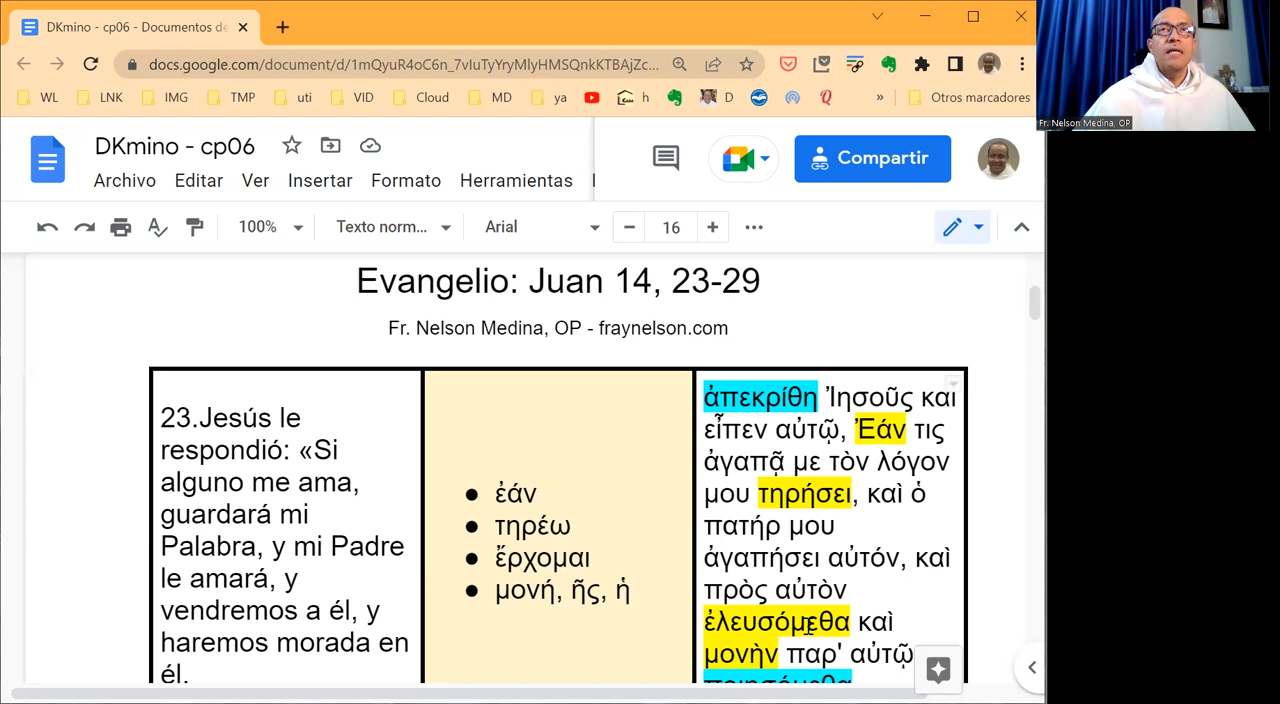 DKmino - cp06 - Documentos de
docs.google.com/document/d/1mQyuR4oC6n_7vuTyYryMlyHMSQnkKTBAjZc...
WL LNK IMG TMP uti VID Cloud MD ya h D » Otros marcadores
Fr. Nelson Medina, OP
DKmino - cp06
Compartir
Archivo Editar Ver Insertar Formato Herramientas
100% Texto norm... Arial 16
Evangelio: Juan 14, 23-29
Fr. Nelson Medina, OP - fraynelson.com
23.Jesús le
respondió: «Si
alguno me ama,
guardará mi
Palabra, y mi Padre
le amará, y
vendremos a él, y
haremos morada en
él.
● ἐάν
● τηρέω
● ἔρχομαι
● μονή, ῆς, ἡ
ἀπεκρίθη Ἰησοῦς καὶ
εἶπεν αὐτῷ, Ἐάν τις
ἀγαπᾷ με τὸν λόγον
μου τηρήσει, καὶ ὁ
πατήρ μου
ἀγαπήσει αὐτόν, καὶ
πρὸς αὐτὸν
ἐλευσόμεθα καὶ
μονὴν παρ' αὐτῷ
ποιησόμεθα